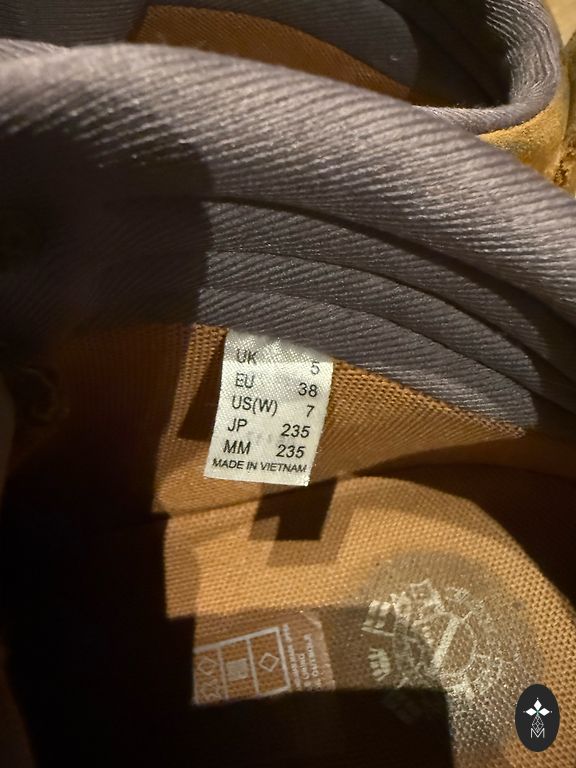 UK 5
EU 38
US(W) 7
JP 235
MM 235
MADE IN VIETNAM
M